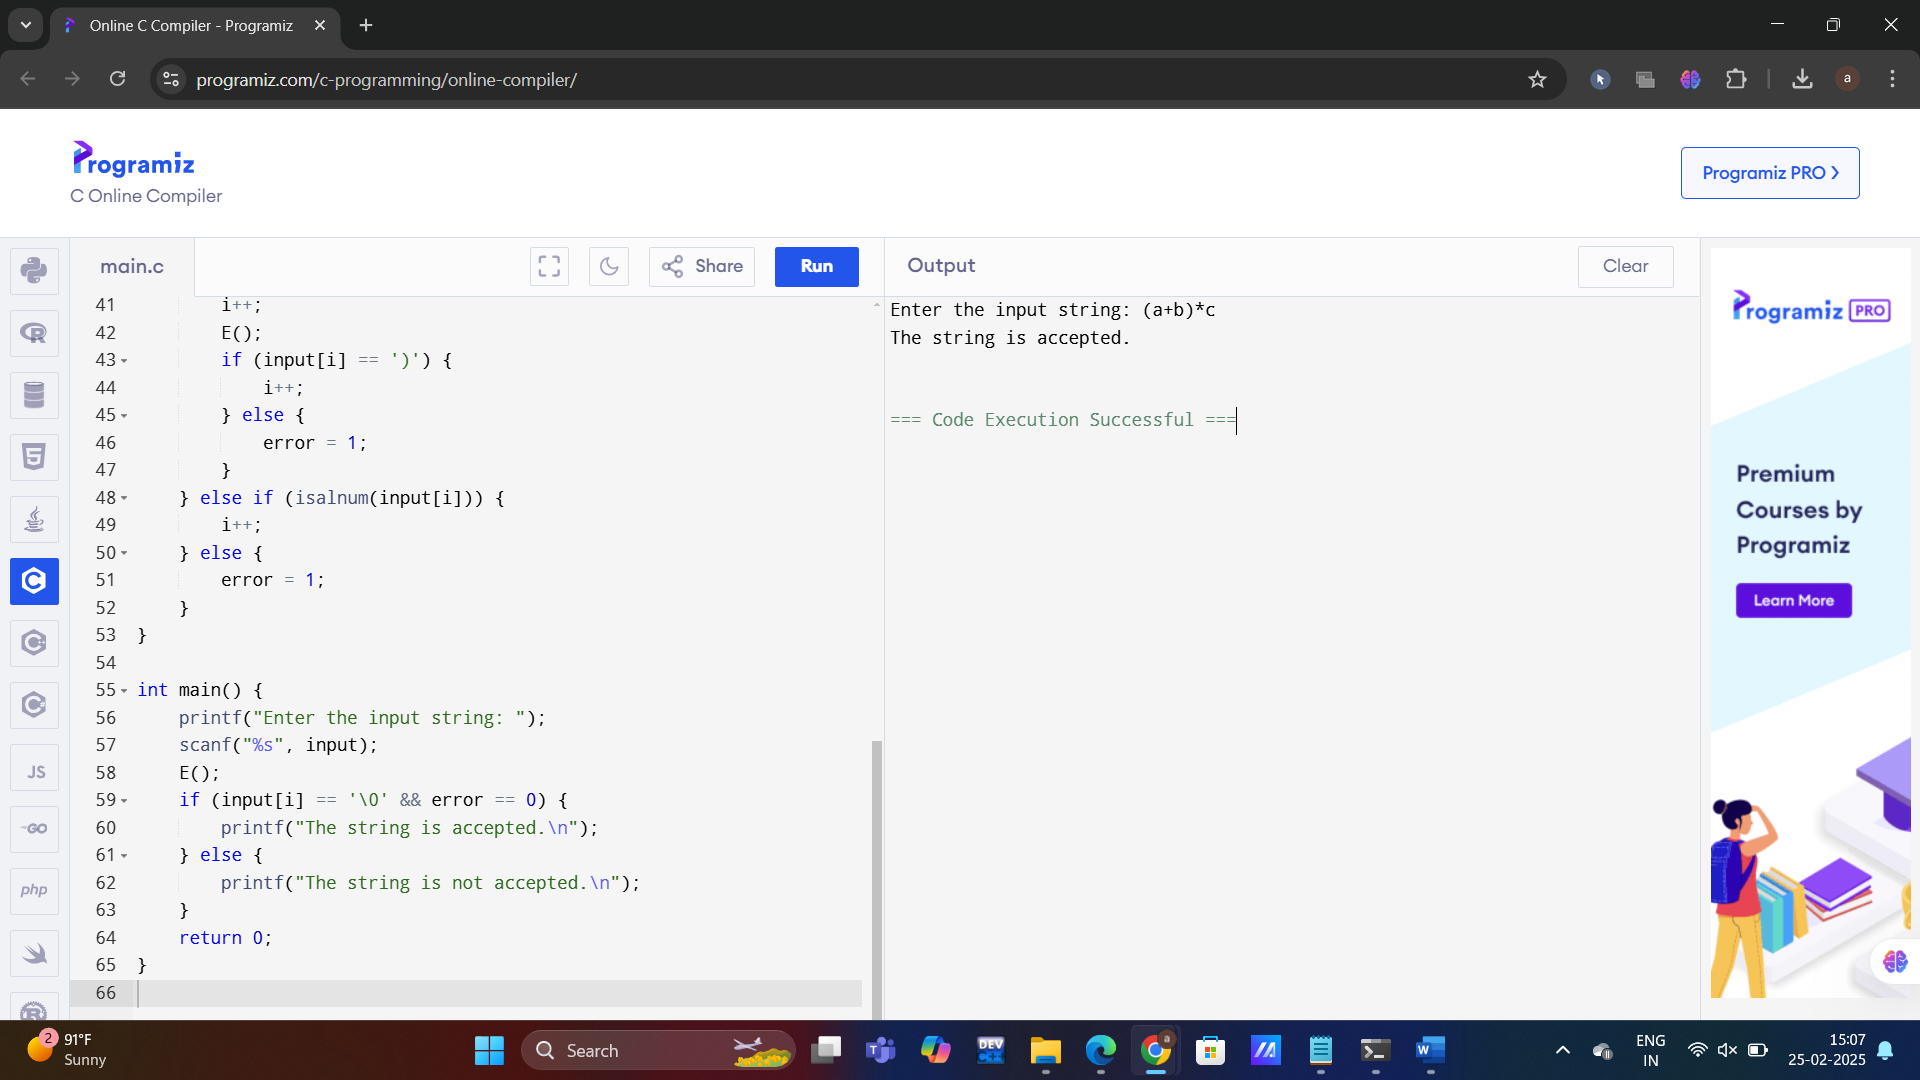 Online C Compiler - Programiz
programiz.com/c-programming/online-compiler/
a
Programiz
C Online Compiler
Programiz PRO
main.c
Share
Run
Output
Clear
41 i++;
42 E();
43 if (input[i] == ')') {
44 i++;
45 } else {
46 error = 1;
47 }
48 } else if (isalnum(input[i])) {
49 i++;
50 } else {
51 error = 1;
52 }
53 }
54
55 int main() {
56 printf("Enter the input string: ");
57 scanf("%s", input);
58 E();
59 if (input[i] == '\0' && error == 0) {
60 printf("The string is accepted.\n");
61 } else {
62 printf("The string is not accepted.\n");
63 }
64 return 0;
65 }
66
Enter the input string: (a+b)*c
The string is accepted.
=== Code Execution Successful ===
Programiz PRO
Premium
Courses by
Programiz
Learn More
JS
GO
php
2
91°F
Sunny
Search
DEV
C++
a
ENG
IN
15:07
25-02-2025